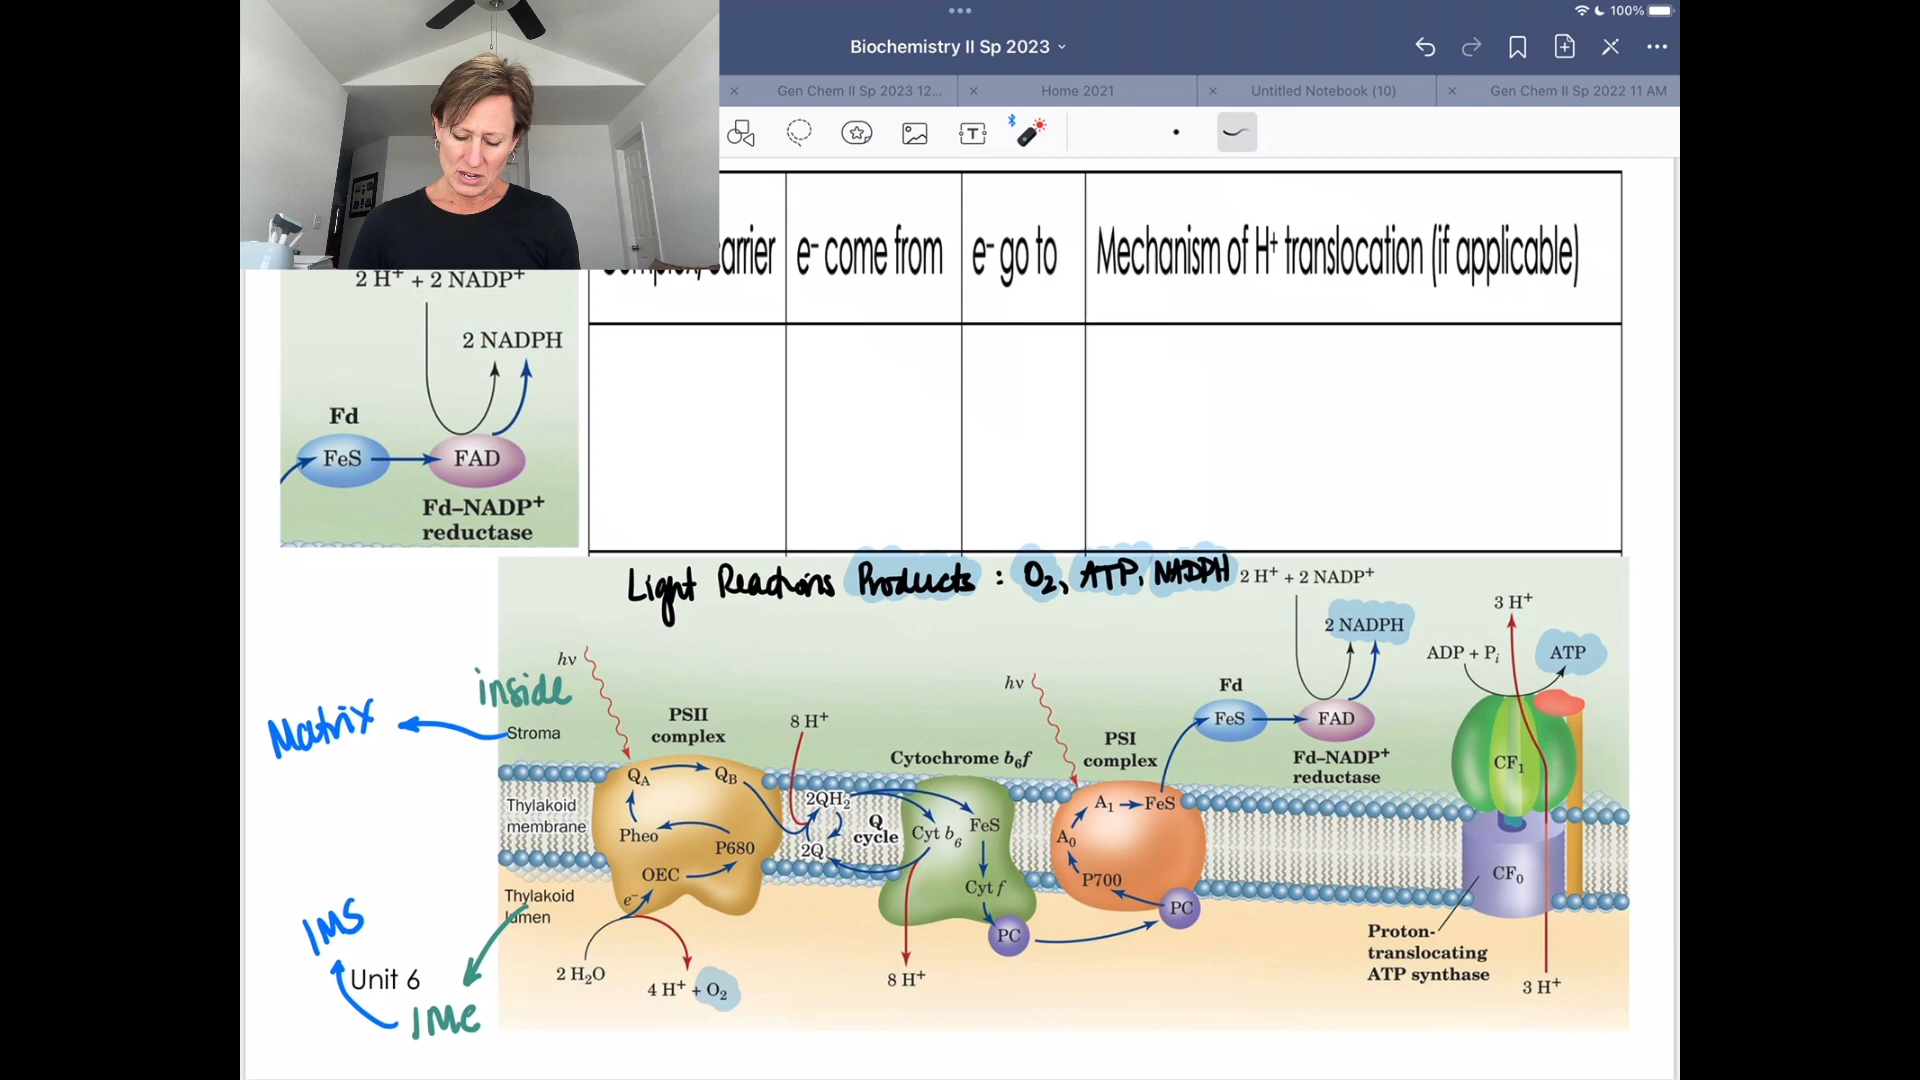 100%
Biochemistry II Sp 2023
Gen Chem II Sp 2023 12...
Home 2021
Untitled Notebook (10)
Gen Chem II Sp 2022 11 AM
T
arrier
e- come from
e- go to
Mechanism of H+ translocation (if applicable)
2 H+ + 2 NADP+
2 NADPH
Fd
FeS
FAD
Fd–NADP+
reductase
Light Reactions Products : O2, ATP, NADPH
2 H+ + 2 NADP+
2 NADPH
3 H+
ADP + Pi
ATP
hν
inside
Matrix
Stroma
PSII
complex
8 H+
hν
Fd
FeS
FAD
PSI
complex
Cytochrome b6f
Fd–NADP+
reductase
CF1
QA
QB
2QH2
A1
FeS
Thylakoid
membrane
Pheo
P680
Q
cycle
2Q
Cyt b6
FeS
A0
OEC
P700
CF0
e−
Cyt f
PC
PC
Thylakoid
lumen
IMS
2 H2O
4 H+ + O2
8 H+
Proton-
translocating
ATP synthase
3 H+
Unit 6